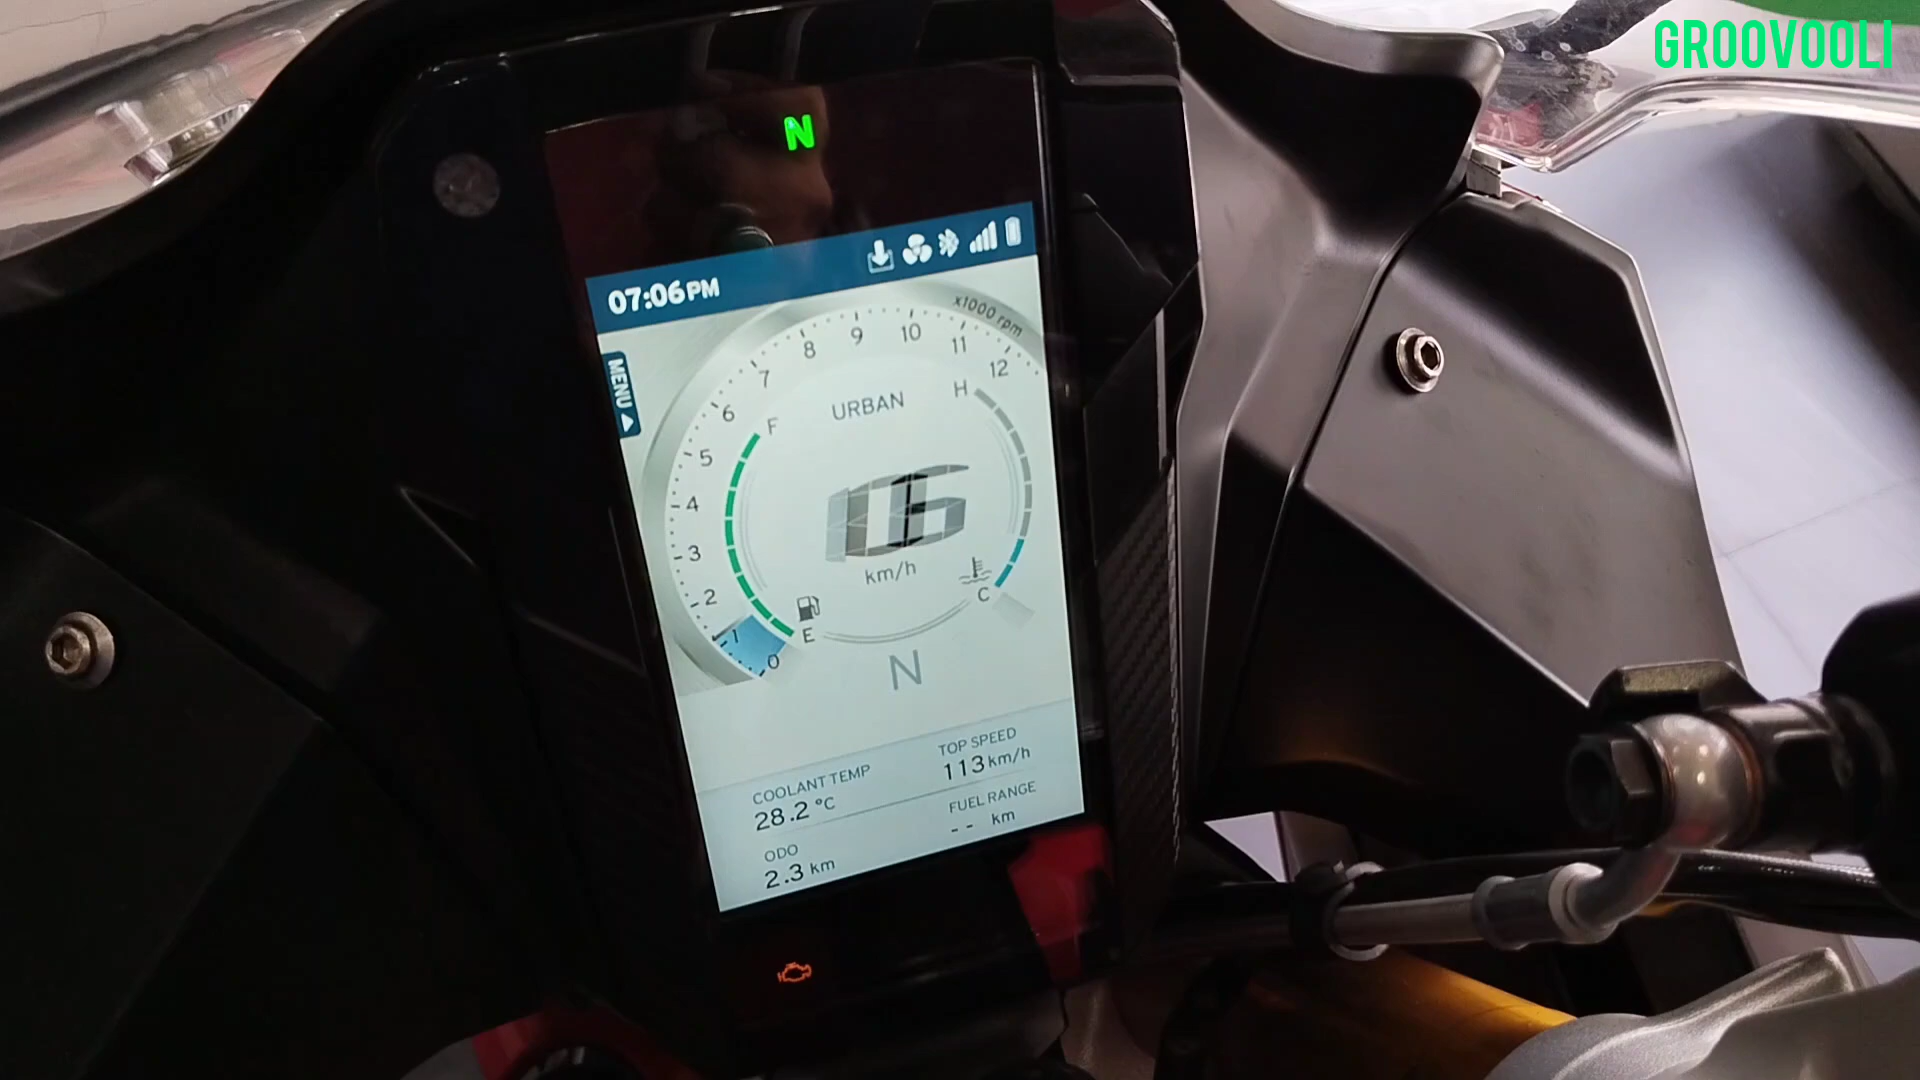 GROOVOOLI
N
07:06PM
MENU
x1000 rpm
0
1
2
3
4
5
6
7
8
9
10
11
12
F
H
URBAN
km/h
E
C
N
COOLANT TEMP
28.2 °C
TOP SPEED
113 km/h
ODO
2.3 km
FUEL RANGE
-- km